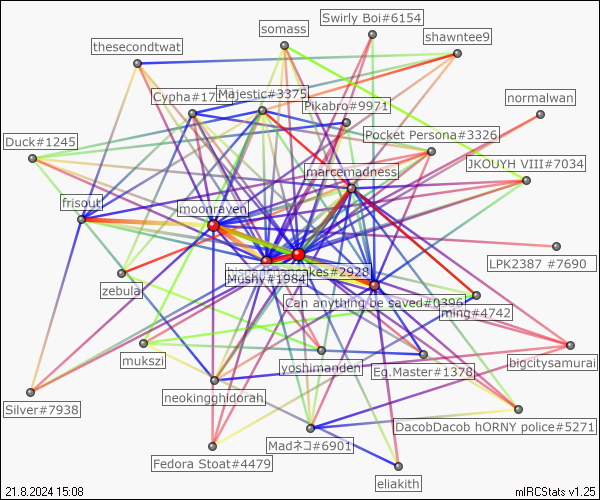 Swirly Boi#6154
somass
shawntee9
thesecondtwat
Cypha#17
Majestic#3375
Pikabro#9971
normalwan
Pocket Persona#3326
Duck#1245
JKOUYH VIII#7034
marcemadness
frisout
moonraven
LPK2387 #7690
akes#2928
Mushy#1984
zebula
Can anything be saved#0396
ming#4742
mukszi
yoshimanden
Eg.Master#1378
bigcitysamurai
neokingghidorah
Silver#7938
DacobDacob hORNY police#5271
Madネコ#6901
Fedora Stoat#4479
eliakith
21.8.2024 15:08
mIRCStats v1.25